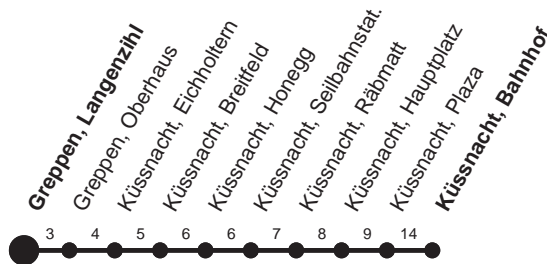 Greppen, Langenzihl
Greppen, Oberhaus
Küssnacht, Eichholtern
Küssnacht, Breitfeld
Küssnacht, Honegg
Küssnacht, Seilbahnstat.
Küssnacht, Räbmatt
Küssnacht, Hauptplatz
Küssnacht, Plaza
Küssnacht, Bahnhof
3 4 5 6 6 7 8 9 14